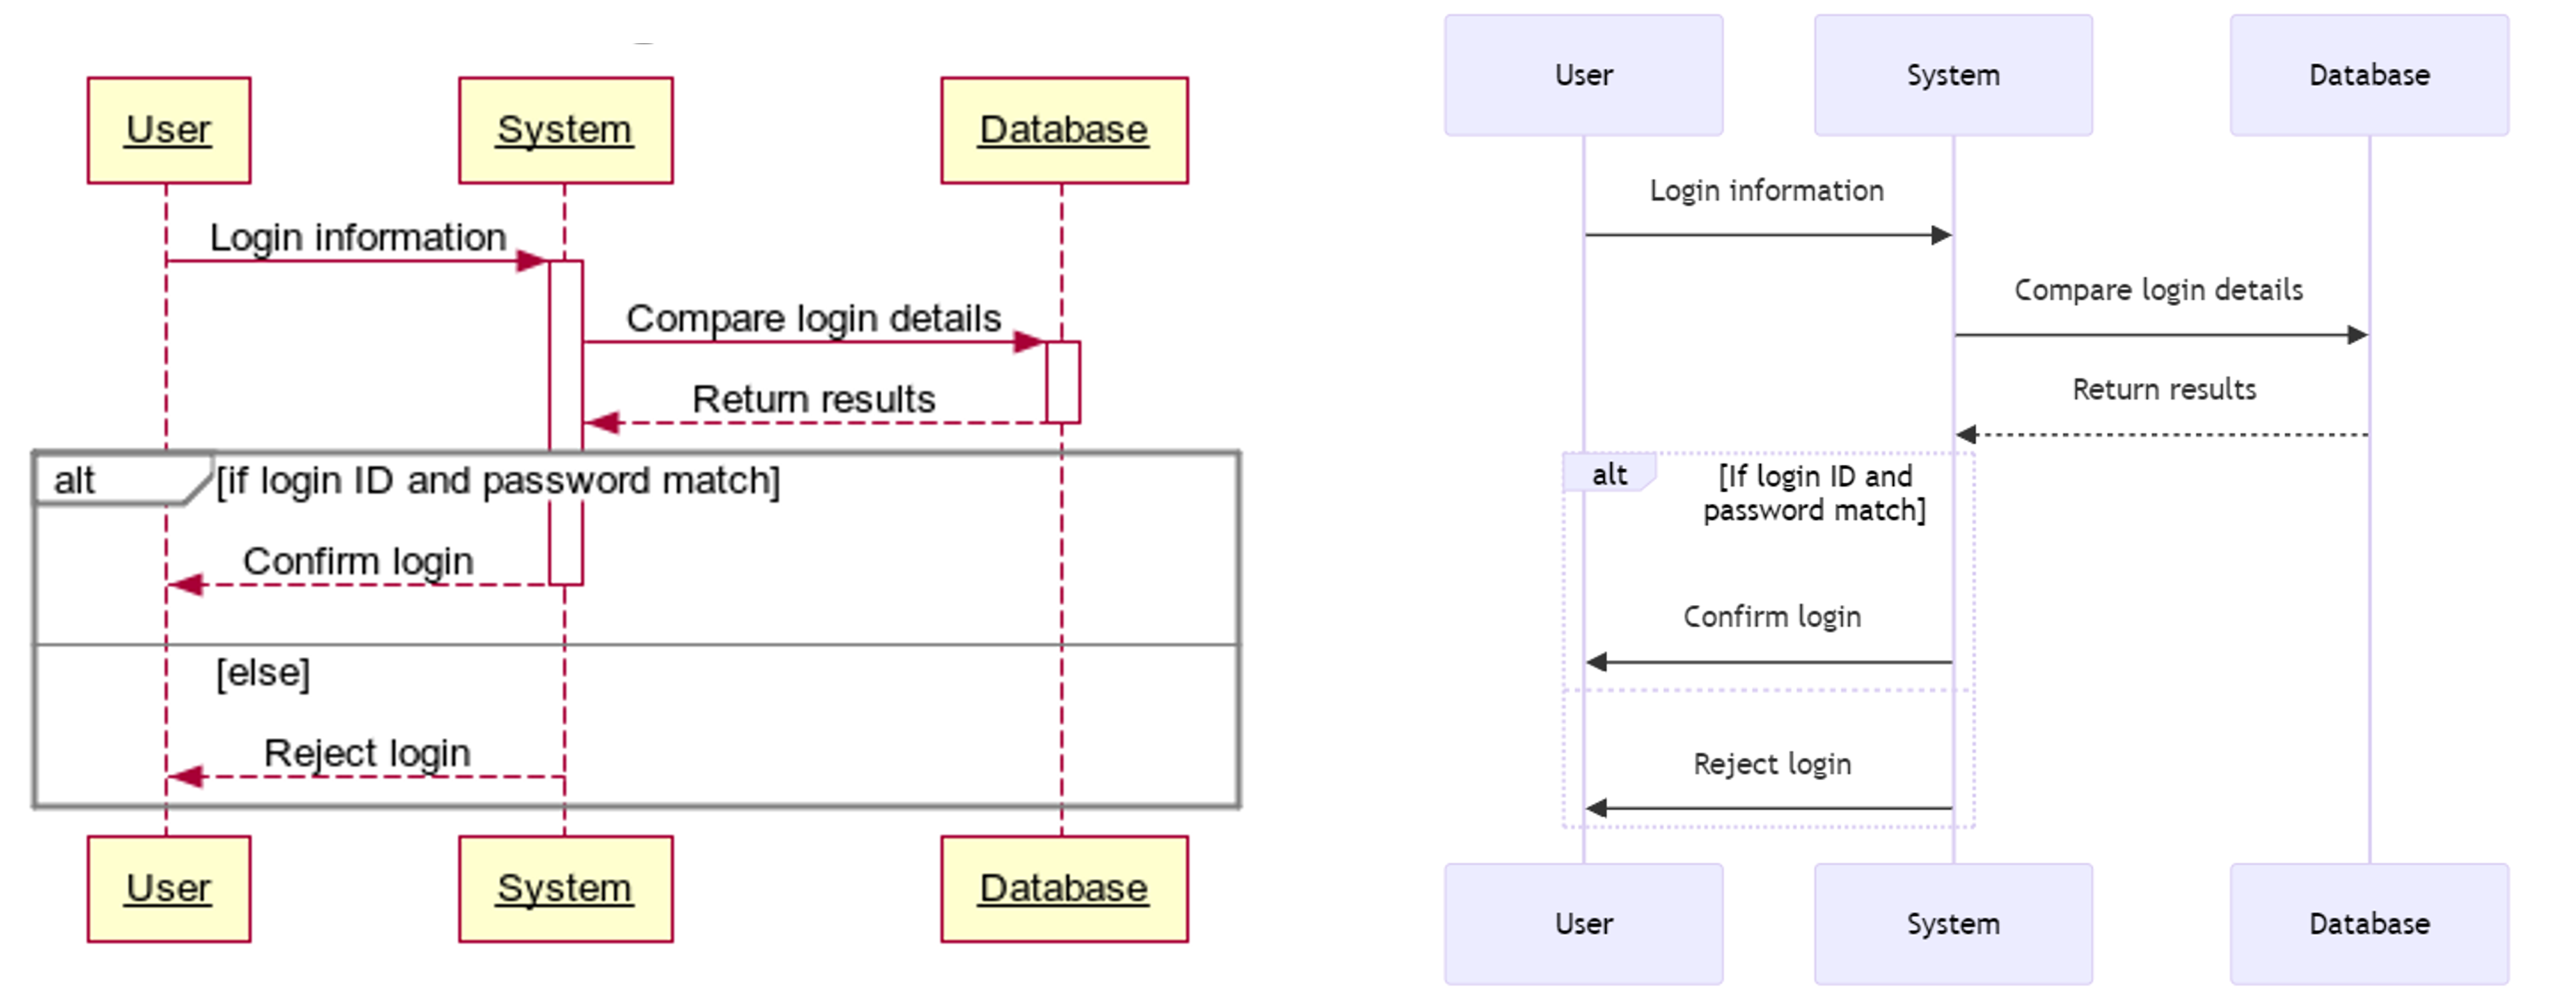 User
System
Database
Login information
Compare login details
Return results
alt
[if login ID and password match]
Confirm login
[else]
Reject login
User
System
Database
User
System
Database
Login information
Compare login details
Return results
alt
[If login ID and
password match]
Confirm login
Reject login
User
System
Database